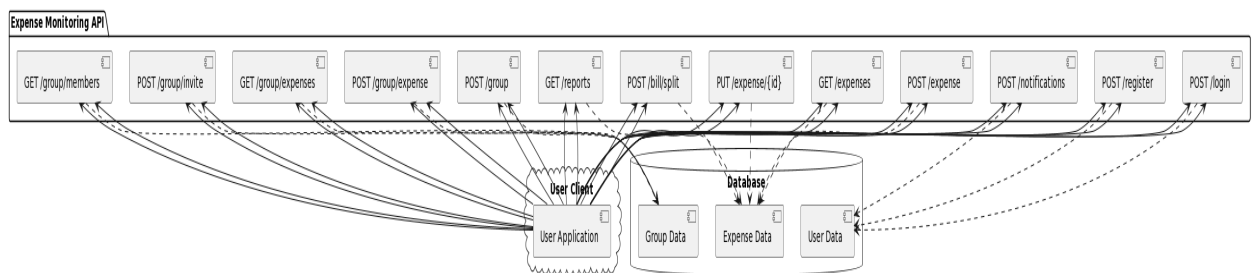 Expense Monitoring API
GET /group/members
POST /group/invite
GET /group/expenses
POST /group/expense
POST /group
GET /reports
POST /bill/split
PUT /expense/{id}
GET /expenses
POST /expense
POST /notifications
POST /register
POST /login
User Client
Database
User Application
Group Data
Expense Data
User Data